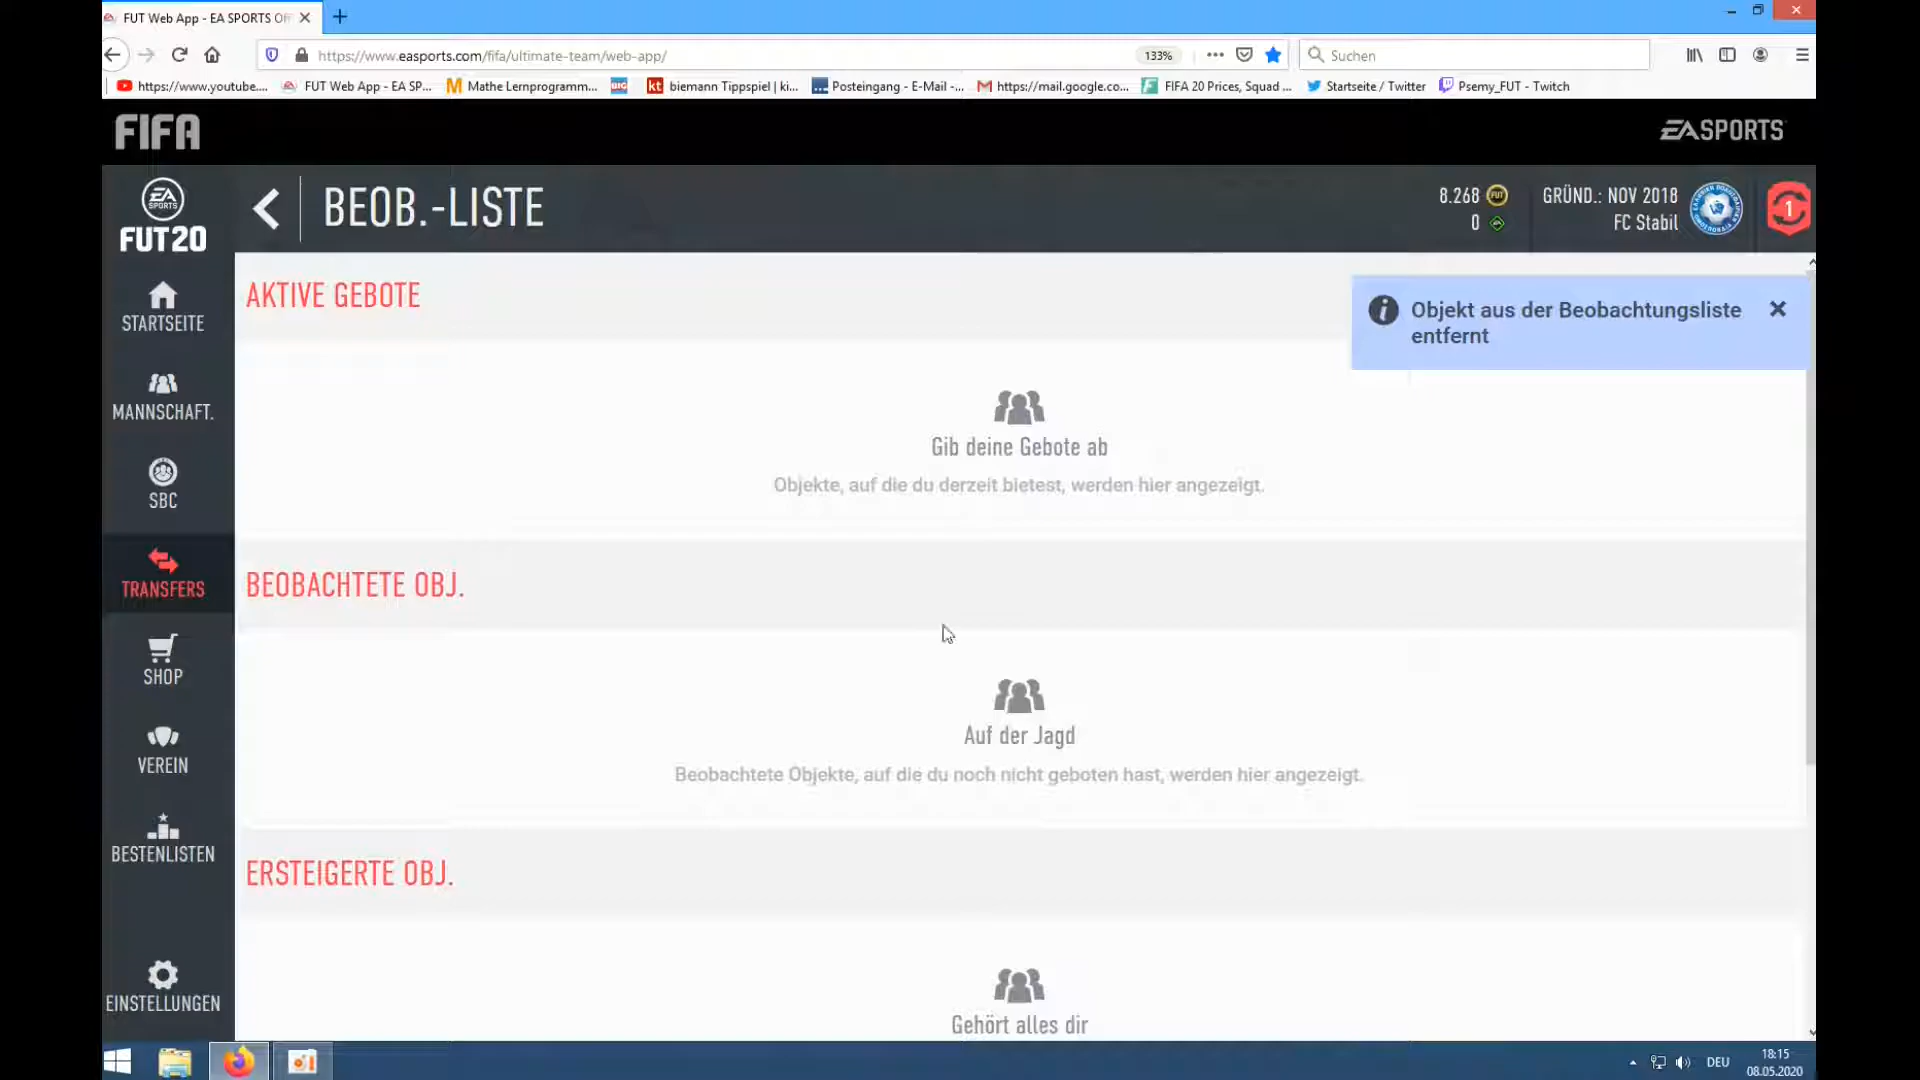 FUT Web App - EA SPORTS Of
https://www.easports.com/fifa/ultimate-team/web-app/
133%
Suchen
https://www.youtube....
FUT Web App - EA SP...
Mathe Lernprogramm...
biemann Tippspiel | ki...
Posteingang - E-Mail -...
https://mail.google.co...
FIFA 20 Prices, Squad ...
Startseite / Twitter
Psemy_FUT - Twitch
FIFA
EA SPORTS
EA SPORTS
FUT20
BEOB.-LISTE
8.268
0
GRÜND.: NOV 2018
FC Stabil
1
STARTSEITE
MANNSCHAFT.
SBC
TRANSFERS
SHOP
VEREIN
BESTENLISTEN
EINSTELLUNGEN
AKTIVE GEBOTE
Objekt aus der Beobachtungsliste
entfernt
Gib deine Gebote ab
Objekte, auf die du derzeit bietest, werden hier angezeigt.
BEOBACHTETE OBJ.
Auf der Jagd
Beobachtete Objekte, auf die du noch nicht geboten hast, werden hier angezeigt.
ERSTEIGERTE OBJ.
Gehört alles dir
DEU
18:15
08.05.2020